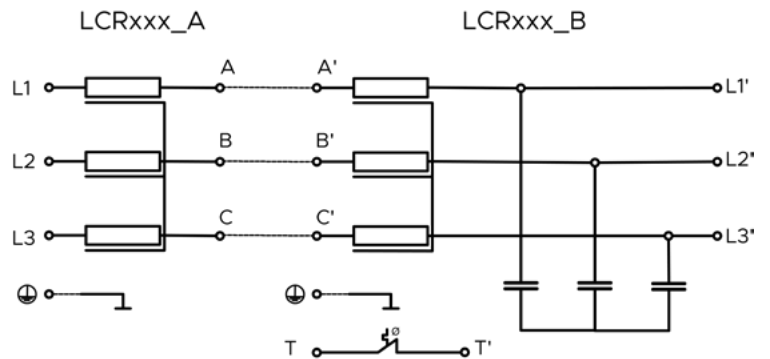 LCRxxx_A LCRxxx_B
L1 A A' L1'
L2 B B' L2"
L3 C C' L3"
T ø T'